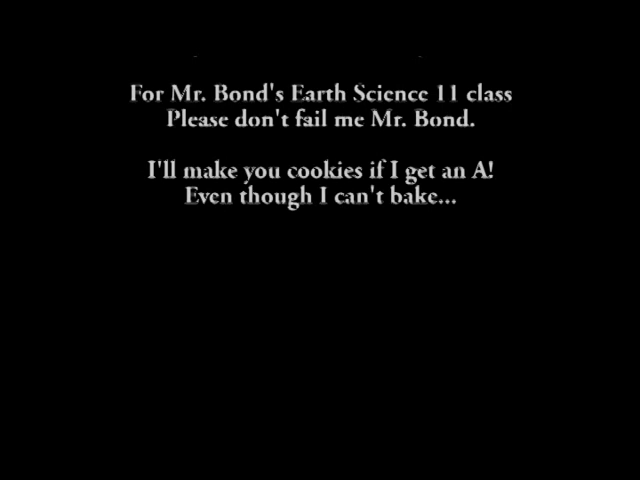 For Mr. Bond's Earth Science 11 class
Please don't fail me Mr. Bond.
I'll make you cookies if I get an A!
Even though I can't bake...